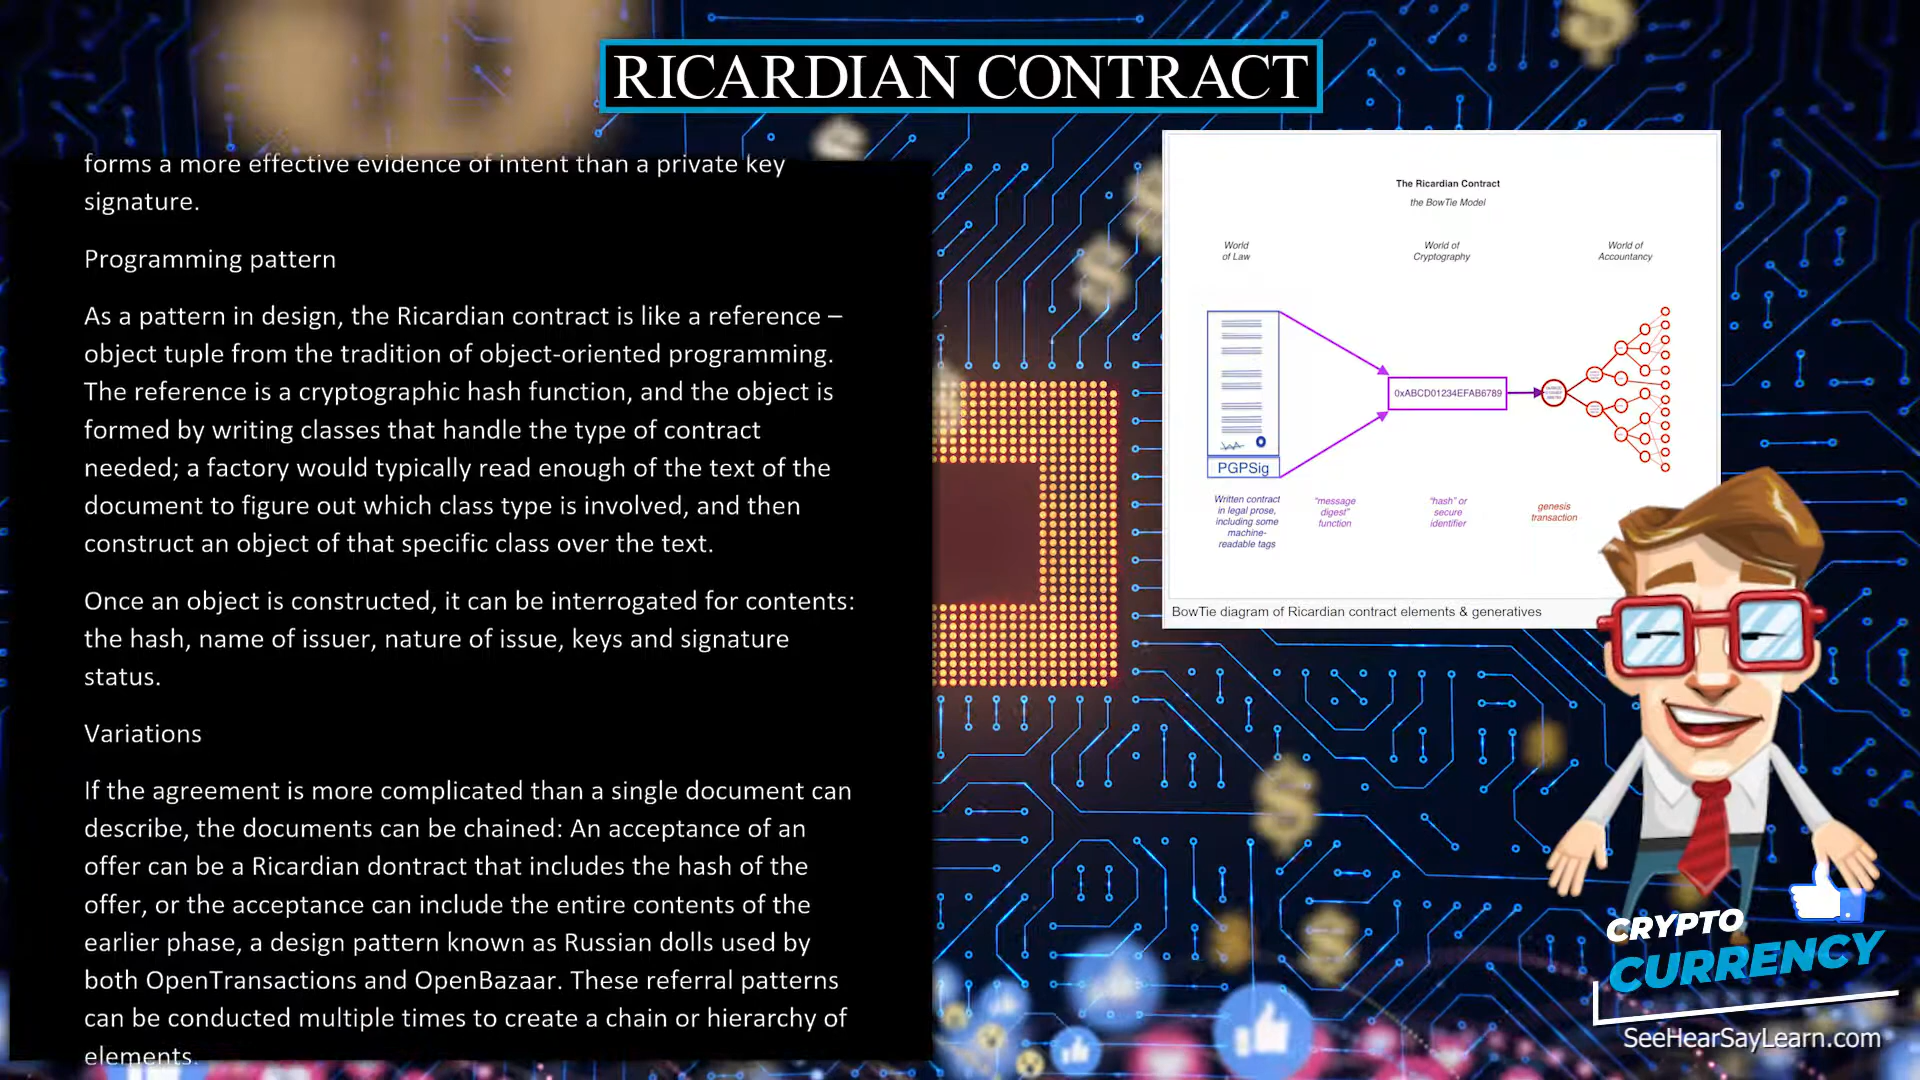 RICARDIAN CONTRACT
forms a more effective evidence of intent than a private key
signature.
Programming pattern
As a pattern in design, the Ricardian contract is like a reference –
object tuple from the tradition of object-oriented programming.
The reference is a cryptographic hash function, and the object is
formed by writing classes that handle the type of contract
needed; a factory would typically read enough of the text of the
document to figure out which class type is involved, and then
construct an object of that specific class over the text.
Once an object is constructed, it can be interrogated for contents:
the hash, name of issuer, nature of issue, keys and signature
status.
Variations
If the agreement is more complicated than a single document can
describe, the documents can be chained: An acceptance of an
offer can be a Ricardian dontract that includes the hash of the
offer, or the acceptance can include the entire contents of the
earlier phase, a design pattern known as Russian dolls used by
both OpenTransactions and OpenBazaar. These referral patterns
can be conducted multiple times to create a chain or hierarchy of
elements.
The Ricardian Contract
the BowTie Model
World
of Law
World of
Cryptography
World of
Accountancy
0xABCD01234EFAB6789
PGPSig
Written contract
in legal prose,
including some
machine-
readable tags
"message
digest"
function
"hash" or
secure
identifier
genesis
transaction
BowTie diagram of Ricardian contract elements & generatives
CRYPTO
CURRENCY
SeeHearSayLearn.com